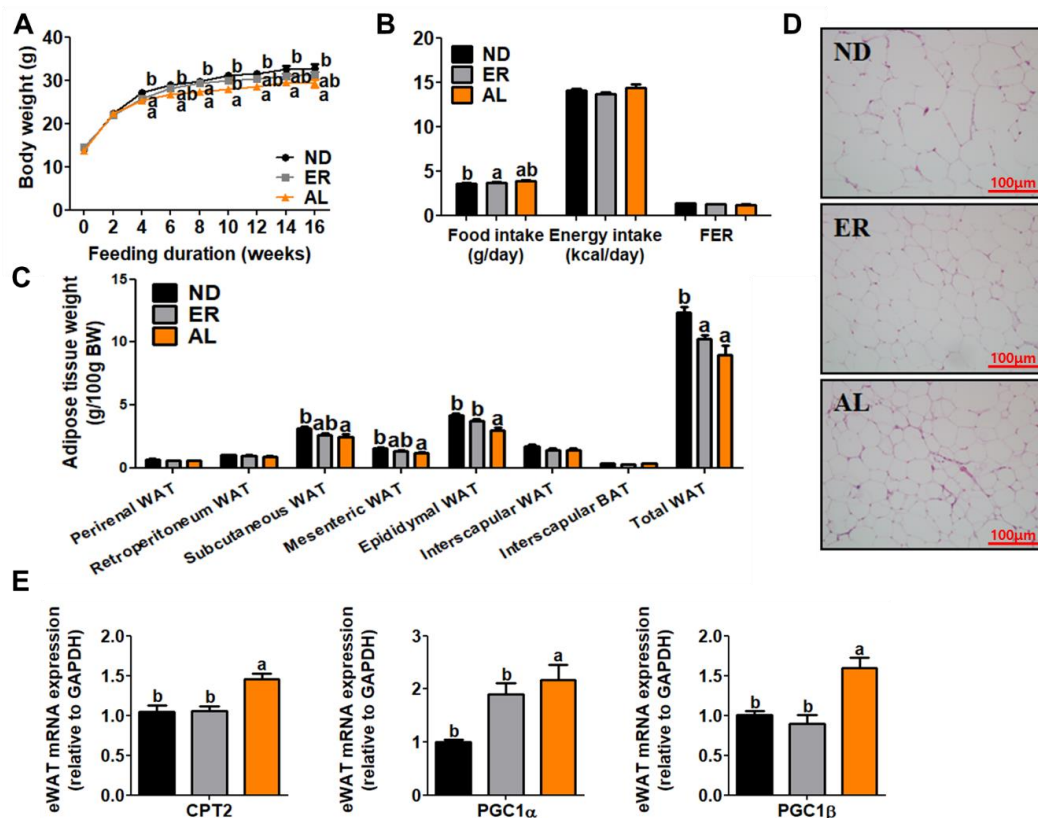 A
Body weight (g)
40
30
20
10
0
b b b b b b b
a ab a a ab ab ab
a a a a a a a
ND
ER
AL
0 2 4 6 8 10 12 14 16
Feeding duration (weeks)
B
20
15
10
5
0
ND
ER
AL
b a ab
Food intake
(g/day)
Energy intake
(kcal/day)
FER
C
Adipose tissue weight
(g/100g BW)
15
10
5
0
ND
ER
AL
b ab a
b ab a
b b a
b a a
Perirenal WAT
Retroperitoneum WAT
Subcutaneous WAT
Mesenteric WAT
Epididymal WAT
Interscapular WAT
Interscapular BAT
Total WAT
D
ND
100μm
ER
100μm
AL
100μm
E
eWAT mRNA expression
(relative to GAPDH)
2.0
1.5
1.0
0.5
0.0
b b a
CPT2
eWAT mRNA expression
(relative to GAPDH)
3
2
1
0
b b a
PGC1α
eWAT mRNA expression
(relative to GAPDH)
2.0
1.5
1.0
0.5
0.0
b b a
PGC1β